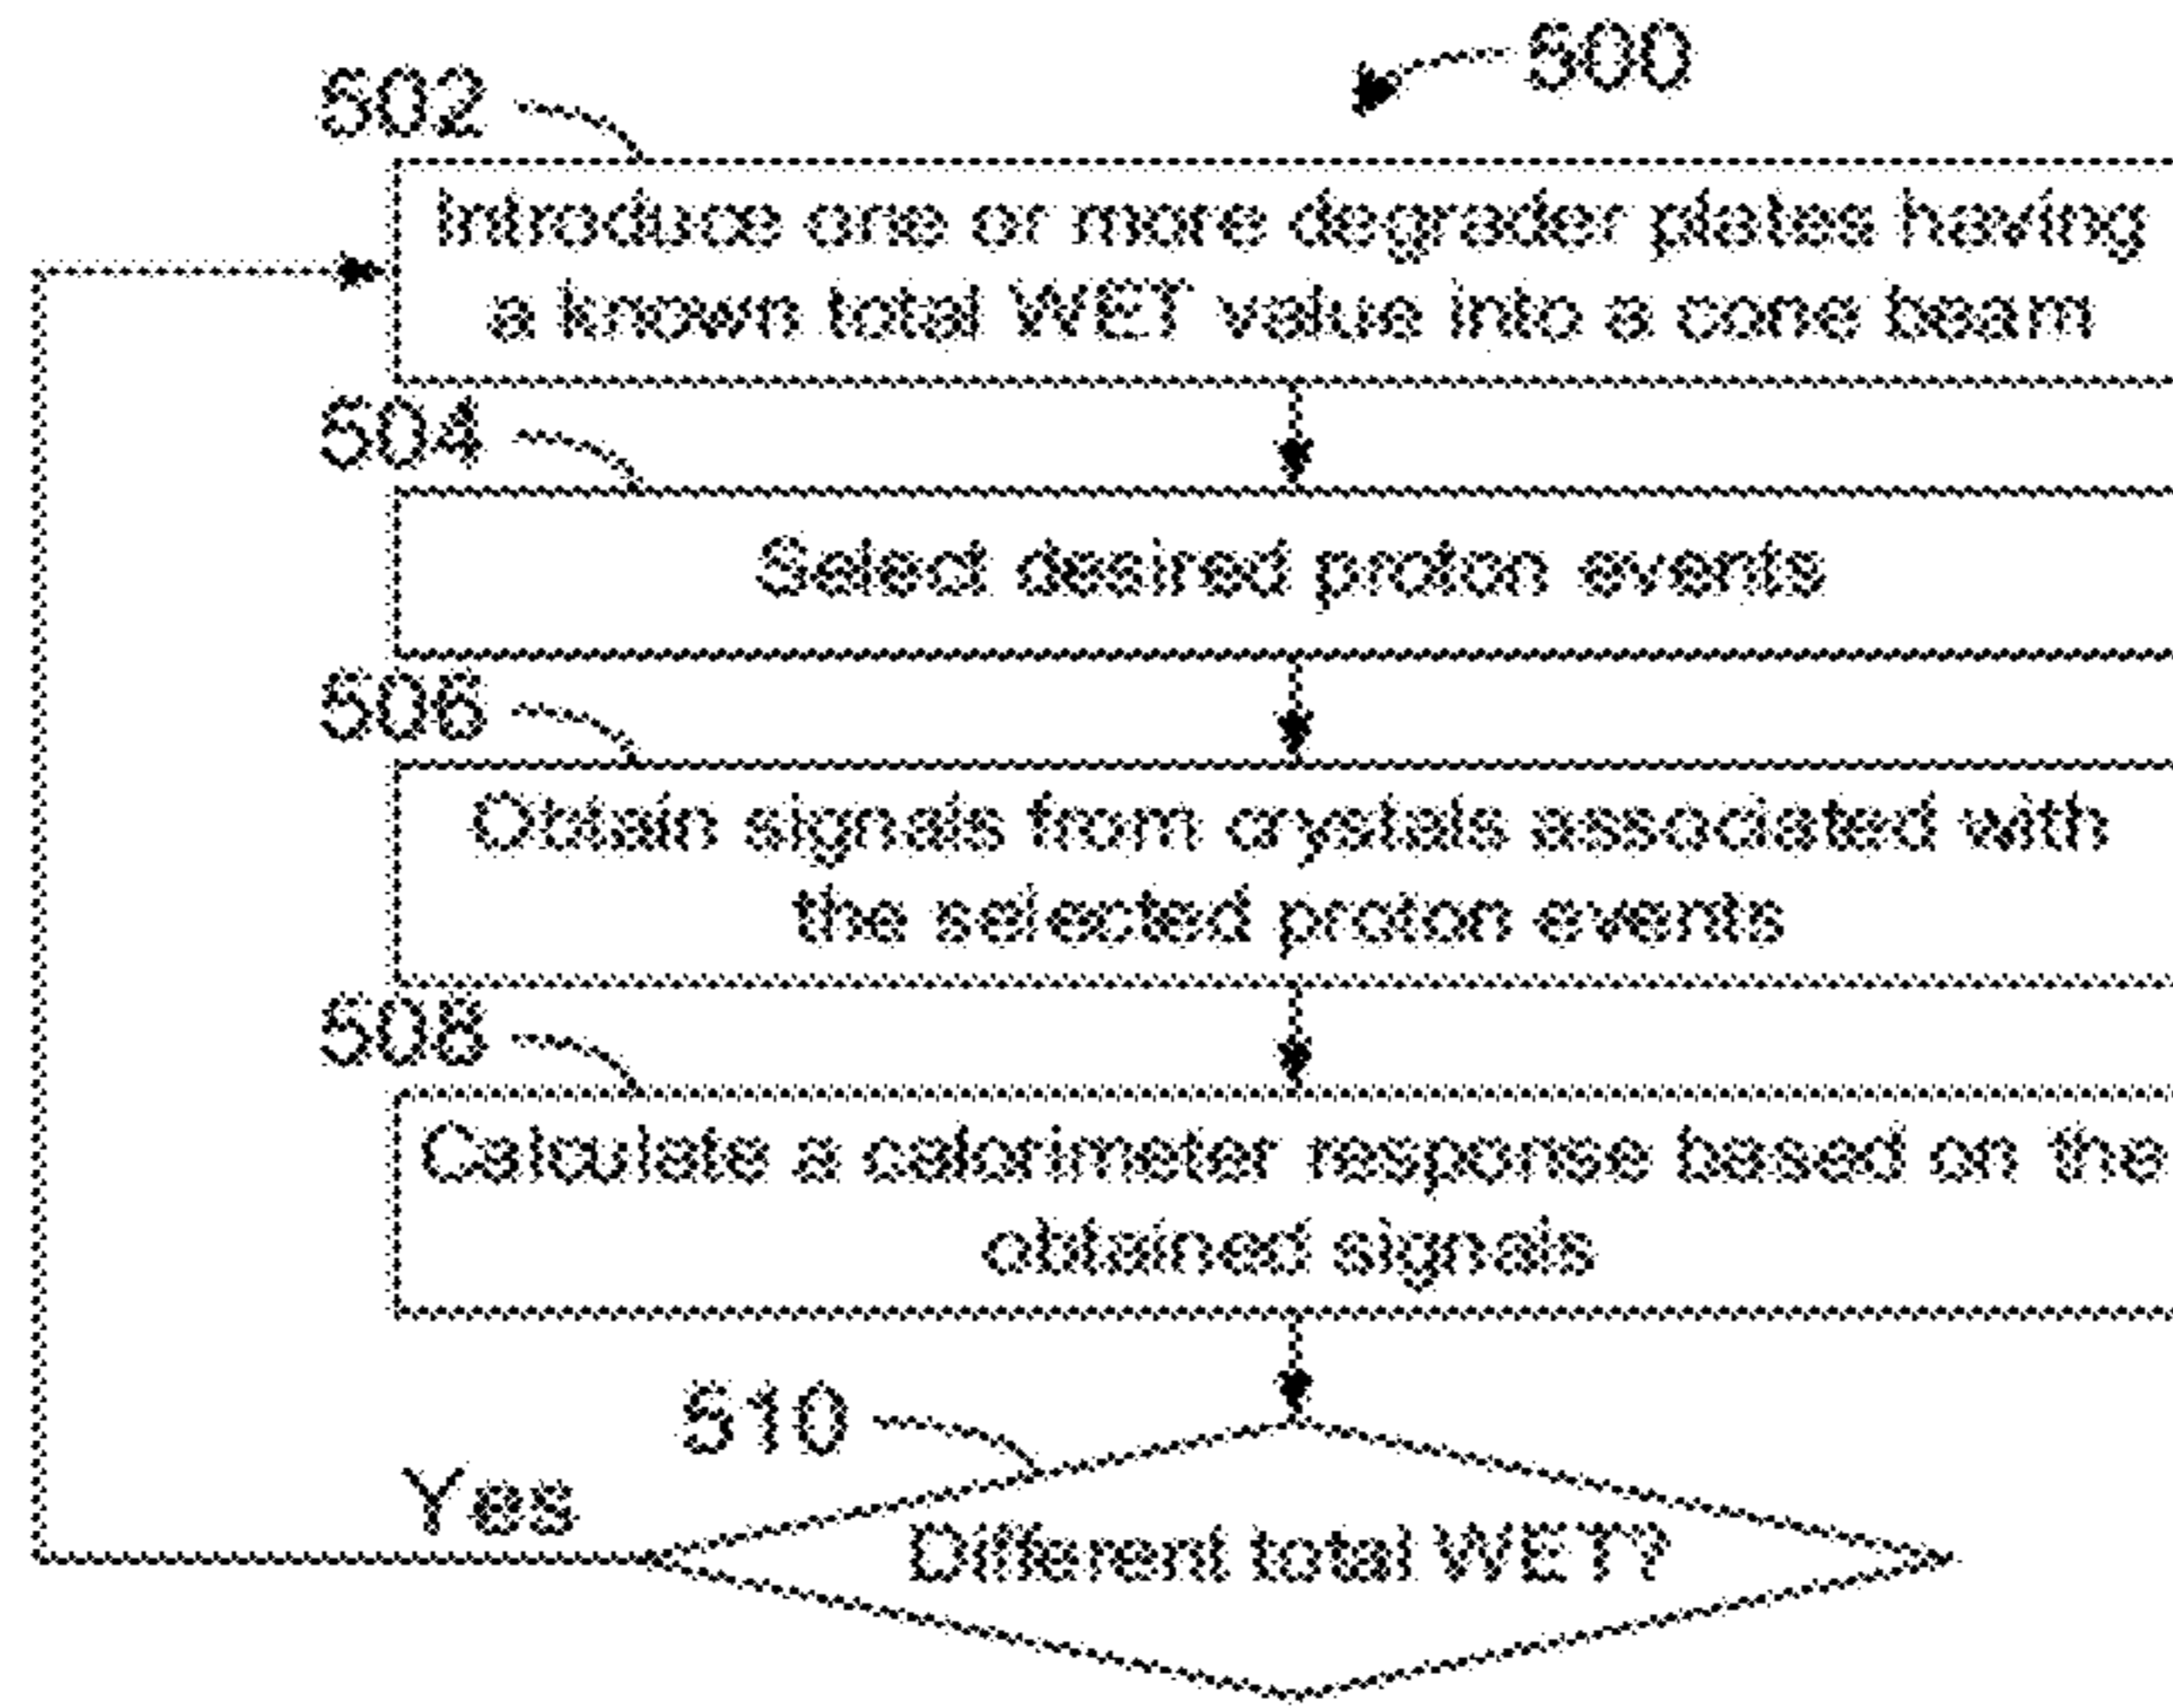 500
502
Introduce one or more degrader plates having
a known total WET value into a cone beam
504
Select desired proton events
506
Obtain signals from crystals associated with
the selected proton events
508
Calculate a calorimeter response based on the
obtained signals
510
Yes
Different total WET?